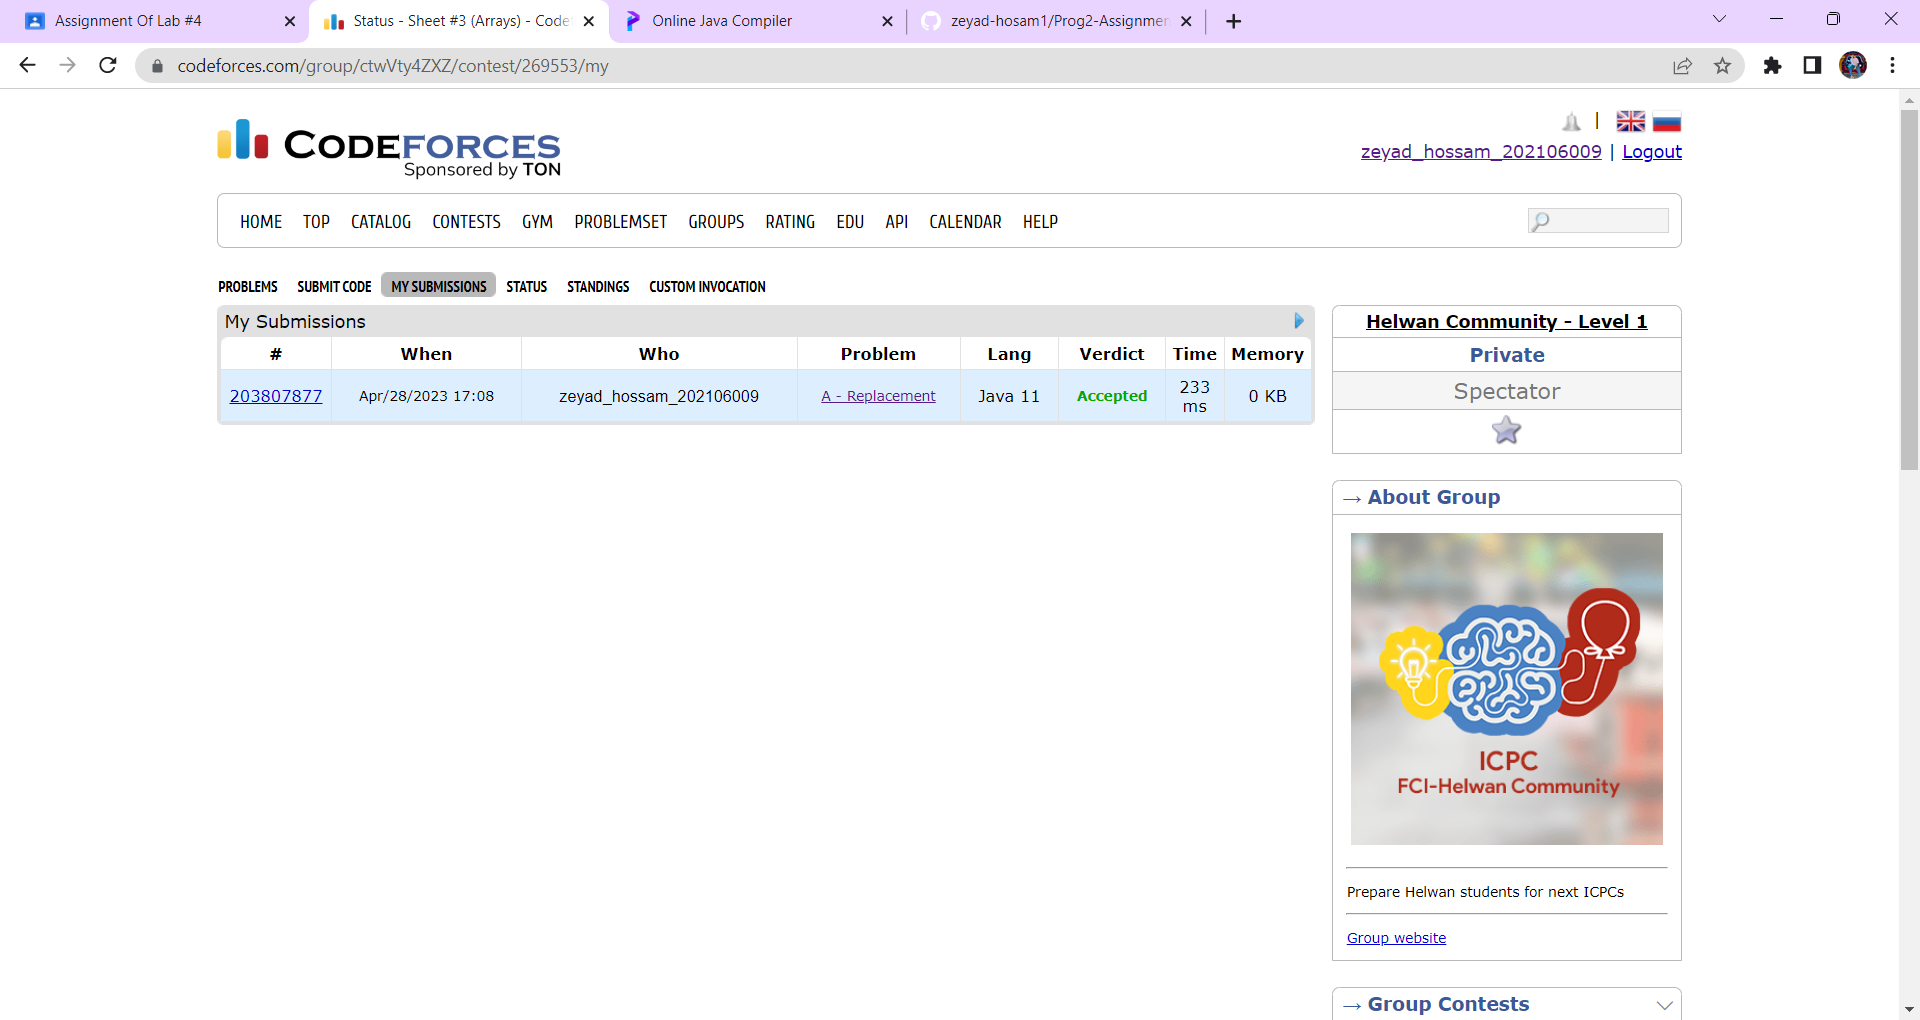 Assignment Of Lab #4
Status - Sheet #3 (Arrays) - Code
Online Java Compiler
zeyad-hosam1/Prog2-Assignmen
codeforces.com/group/ctwVty4ZXZ/contest/269553/my
CODEFORCES
Sponsored by TON
zeyad_hossam_202106009 | Logout
HOME TOP CATALOG CONTESTS GYM PROBLEMSET GROUPS RATING EDU API CALENDAR HELP
PROBLEMS SUBMIT CODE MY SUBMISSIONS STATUS STANDINGS CUSTOM INVOCATION
My Submissions
# When Who Problem Lang Verdict Time Memory
203807877 Apr/28/2023 17:08 zeyad_hossam_202106009 A - Replacement Java 11 Accepted 233 ms 0 KB
Helwan Community - Level 1
Private
Spectator
→ About Group
ICPC
FCI-Helwan Community
Prepare Helwan students for next ICPCs
Group website
→ Group Contests